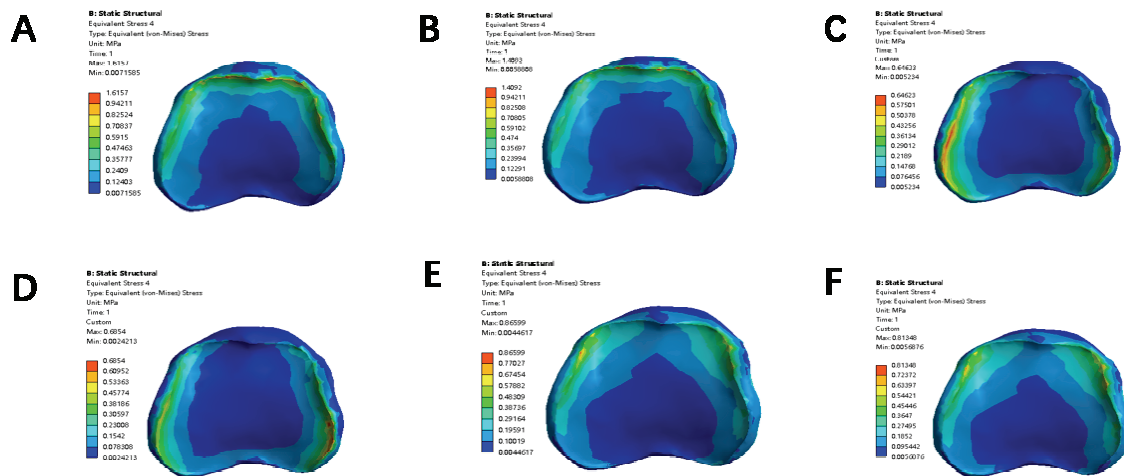 A
B: Static Structural
Equivalent Stress 4
Type: Equivalent (von-Mises) Stress
Unit: MPa
Time: 1
Max: 1.6157
Min: 0.0071585
1.6157
0.94211
0.82524
0.70837
0.5915
0.47463
0.35777
0.2409
0.12403
0.0071585
B
B: Static Structural
Equivalent Stress 4
Type: Equivalent (von-Mises) Stress
Unit: MPa
Time: 1
Min: 0.0058808
1.4092
0.94211
0.82508
0.70805
0.59102
0.474
0.35697
0.23994
0.12291
0.0058808
C
B: Static Structural
Equivalent Stress 4
Type: Equivalent (von-Mises) Stress
Unit: MPa
Time: 1
Custom
Max: 0.64623
Min: 0.005234
0.64623
0.57501
0.50378
0.43256
0.36134
0.29012
0.2189
0.14768
0.076456
0.005234
D
B: Static Structural
Equivalent Stress 4
Type: Equivalent (von-Mises) Stress
Unit: MPa
Time: 1
Custom
Max: 0.6854
Min: 0.0024213
0.6854
0.60952
0.53363
0.45774
0.38186
0.30597
0.23008
0.1542
0.078308
0.0024213
E
B: Static Structural
Equivalent Stress 4
Type: Equivalent (von-Mises) Stress
Unit: MPa
Time: 1
Custom
Max: 0.86599
Min: 0.0044617
0.86599
0.77027
0.67454
0.57882
0.48309
0.38736
0.29164
0.19591
0.10019
0.0044617
F
B: Static Structural
Equivalent Stress 4
Type: Equivalent (von-Mises) Stress
Unit: MPa
Time: 1
Custom
Max: 0.81348
Min: 0.0056876
0.81348
0.72372
0.63397
0.54421
0.45446
0.3647
0.27495
0.1852
0.095442